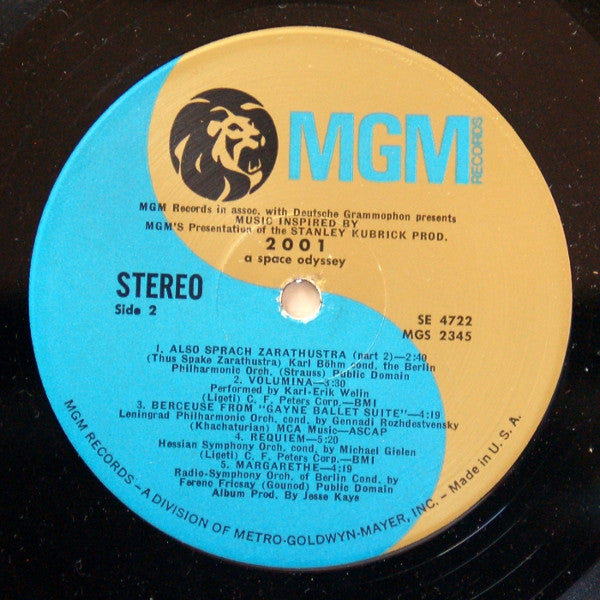 MGM
RECORDS
MGM Records in assoc. with Deutsche Grammophon presents
MUSIC INSPIRED BY
MGM'S Presentation of the STANLEY KUBRICK PROD.
2001
a space odyssey
STEREO
Side 2
SE 4722
MGS 2345
1. ALSO SPRACH ZARATHUSTRA (part 2)—2:40
(Thus Spake Zarathustra) Karl Böhm cond. the Berlin
Philharmonic Orch. (Strauss) Public Domain
2. VOLUMINA—3:30
Performed by Karl-Erik Welin
(Ligeti) C. F. Peters Corp.—BMI
3. BERCEUSE FROM "GAYNE BALLET SUITE"—4:19
Leningrad Philharmonic Orch. cond. by Gennadi Rozhdestvensky
(Khachaturian) MCA Music—ASCAP
4. REQUIEM—5:20
Hessian Symphony Orch. cond. by Michael Gielen
(Ligeti) C. F. Peters Corp.—BMI
5. MARGARETHE—4:19
Radio-Symphony Orch. of Berlin Cond. by
Ferenc Fricsay (Gounod) Public Domain
Album Prod. By Jesse Kaye
MGM RECORDS — A DIVISION OF METRO-GOLDWYN-MAYER, INC. — Made in U. S. A.